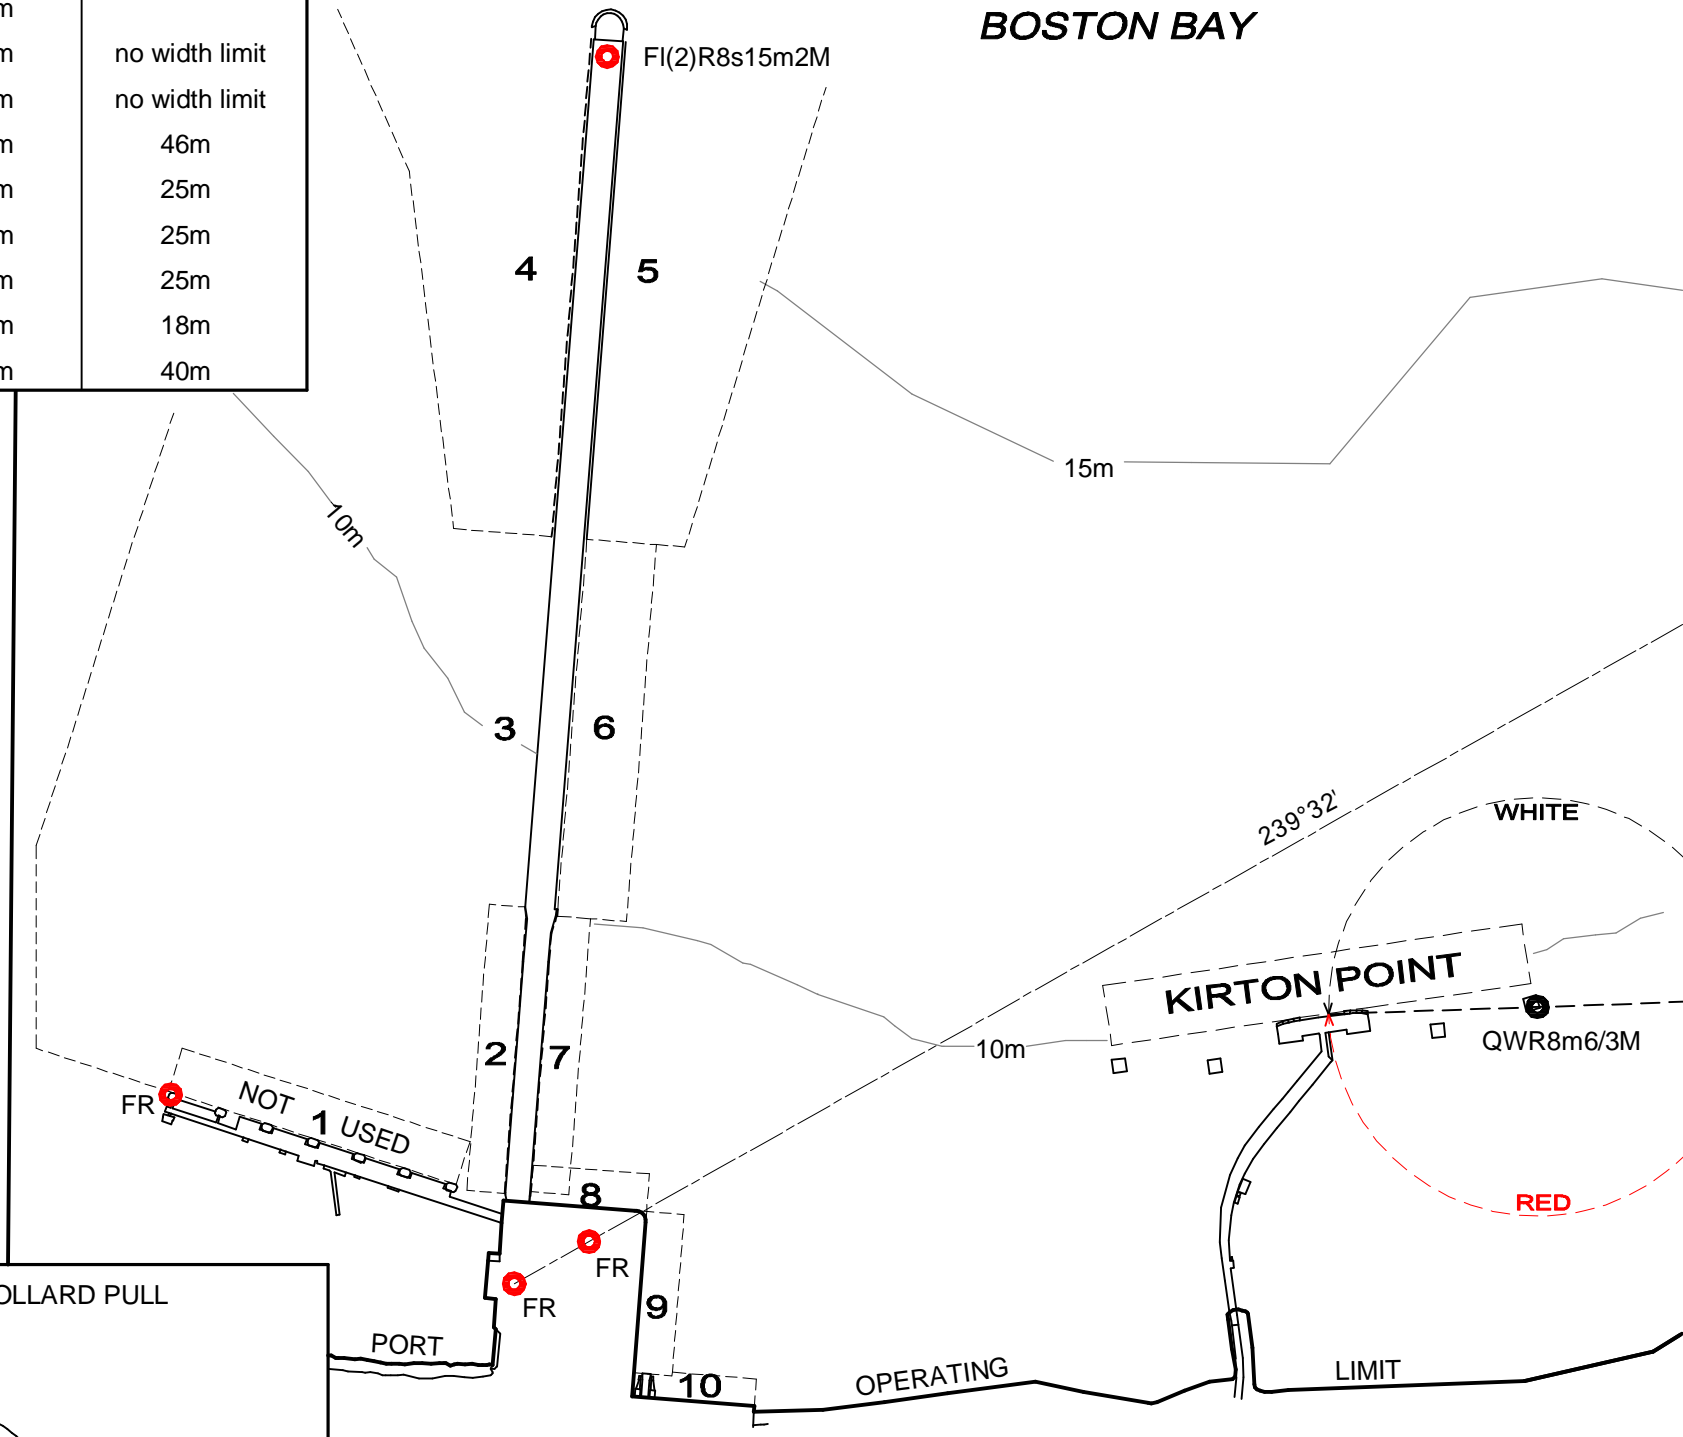 m
BOSTON BAY
m no width limit
Fl(2)R8s15m2M
m no width limit
m 46m
m 25m
m 25m
m 25m
m 18m
m 40m
4
5
15m
10m
3
6
239°32'
WHITE
KIRTON POINT
QWR8m6/3M
10m
2
7
FR
NOT 1 USED
8
RED
FR
FR
OLLARD PULL
9
PORT
OPERATING
LIMIT
10